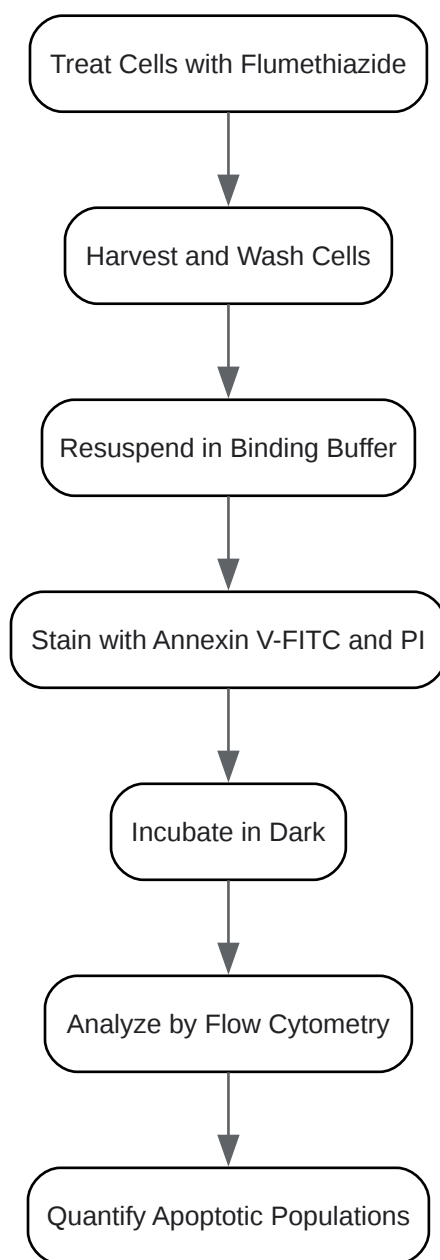 Treat Cells with Flumethiazide
Harvest and Wash Cells
Resuspend in Binding Buffer
Stain with Annexin V-FITC and PI
Incubate in Dark
Analyze by Flow Cytometry
Quantify Apoptotic Populations